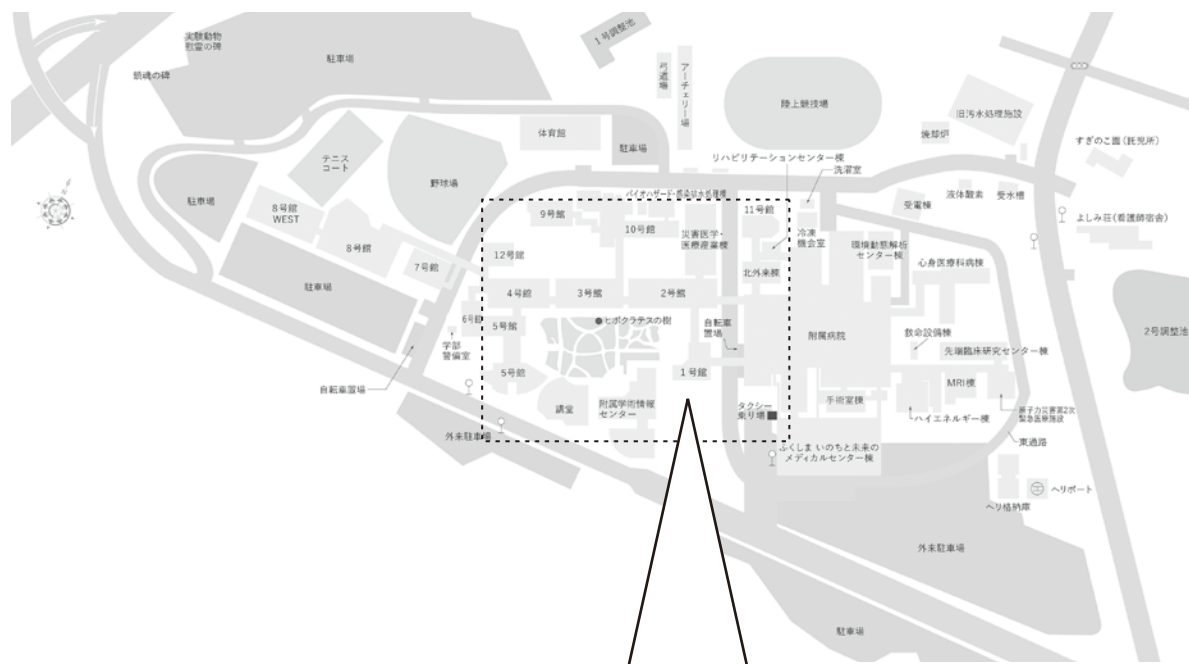 実験動物
慰霊の碑
鎮魂の碑
駐車場
1号調整池
弓道場
アーチェリー場
陸上競技場
旧汚水処理施設
焼却炉
すぎのこ園(託児所)
テニス
コート
野球場
体育館
駐車場
リハビリテーションセンター棟
洗濯室
駐車場
8号館
WEST
8号館
7号館
駐車場
バイオハザード・感染排水処理棟
9号館
10号館
災害医学・
医療産業棟
11号館
冷凍
機会室
受電棟
液体酸素
受水槽
よしみ荘(看護師宿舎)
12号館
北外来棟
環境動態解析
センター棟
心身医療科病棟
4号館
3号館
2号館
6号館
5号館
ヒポクラテスの樹
自転車
置場
附属病院
救命設備棟
先端臨床研究センター棟
2号調整池
学部
警備室
5号館
1号館
MRI棟
自転車置場
講堂
附属学術情報
センター
タクシー
乗り場
手術室棟
ハイエネルギー棟
原子力災害第2次
緊急医療施設
外来駐車場
ふくしま いのちと未来の
メディカルセンター棟
東通路
ヘリポート
ヘリ格納庫
外来駐車場
駐車場